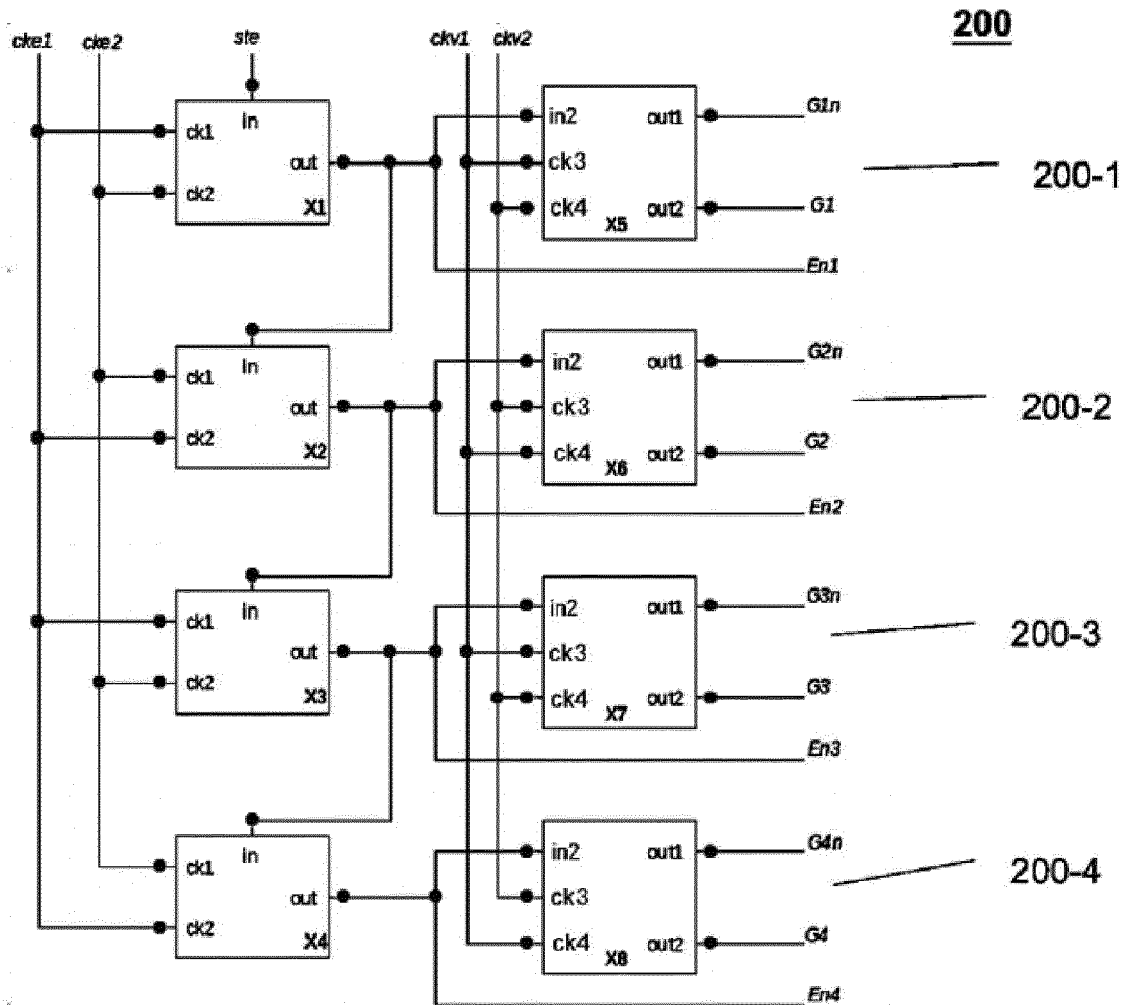 200
cke1 cke2 ste ckv1 ckv2
in
ck1
out
ck2
X1
in2 out1
ck3
ck4 out2
X5
G1n
200-1
G1
En1
in
ck1
out
ck2
X2
in2 out1
ck3
ck4 out2
X6
G2n
200-2
G2
En2
in
ck1
out
ck2
X3
in2 out1
ck3
ck4 out2
X7
G3n
200-3
G3
En3
in
ck1
out
ck2
X4
in2 out1
ck3
ck4 out2
X8
G4n
200-4
G4
En4